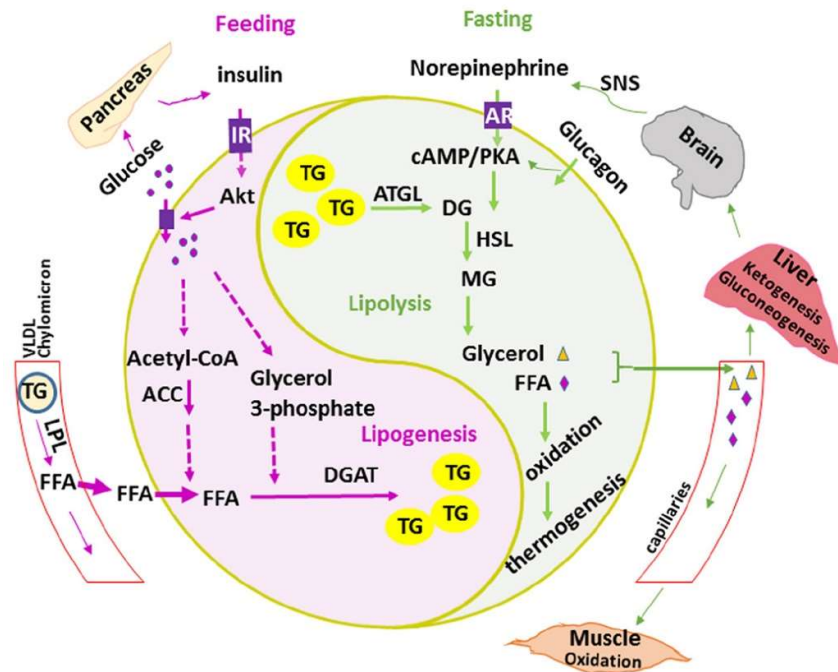 Feeding
Fasting
insulin
Norepinephrine
SNS
Pancreas
Brain
IR
AR
Glucose
cAMP/PKA
Glucagon
Akt
TG
TG
TG
ATGL
DG
HSL
MG
Lipolysis
Liver
Ketogenesis
Gluconeogenesis
VLDL
Chylomicron
TG
LPL
FFA
FFA
FFA
Acetyl-CoA
ACC
Glycerol
3-phosphate
Glycerol
FFA
Lipogenesis
DGAT
TG
TG
TG
oxidation
thermogenesis
capillaries
Muscle
Oxidation